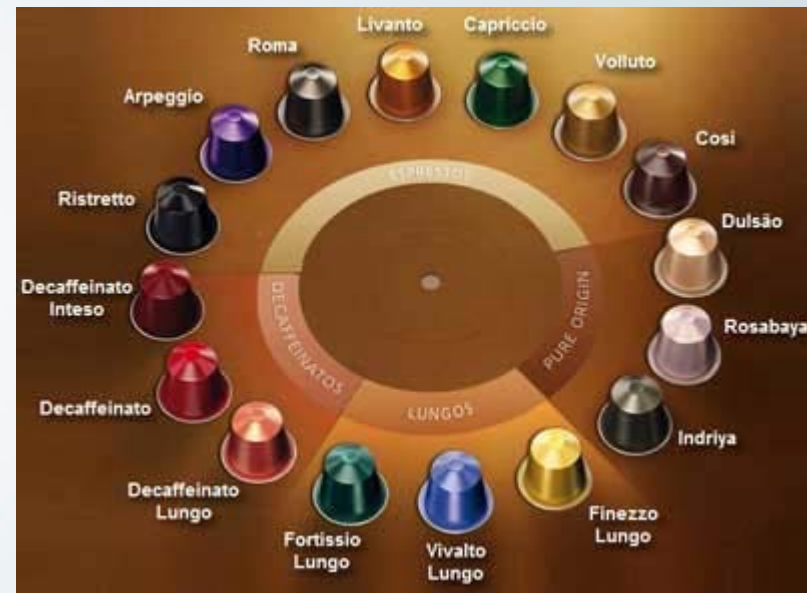 Livanto
Capriccio
Roma
Volluto
Arpeggio
Cosi
Ristretto
Dulsão
Decaffeinato
Inteso
Rosabaya
Decaffeinato
Indriya
Decaffeinato
Lungo
Fortissio
Lungo
Vivalto
Lungo
Finezzo
Lungo
ESPRESTOS
PURE ORIGIN
LUNGOS
DECAFFEINATOS